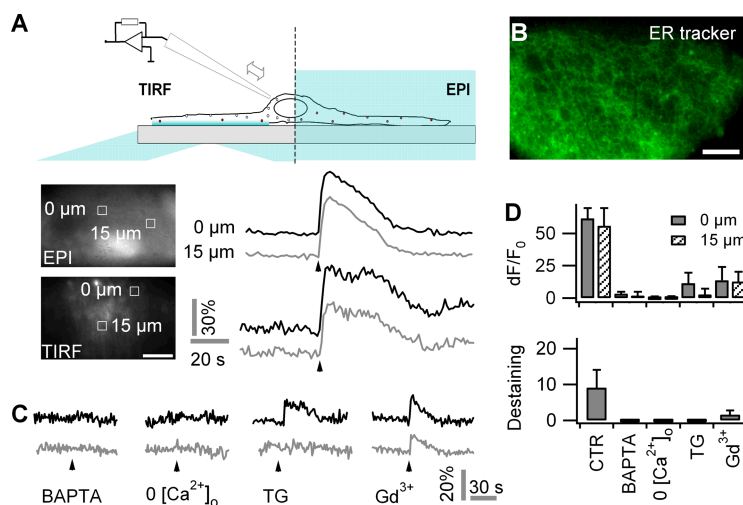 A
TIRF
EPI
B
ER tracker
0 µm
15 µm
EPI
0 µm
15 µm
0 µm
15 µm
TIRF
30%
20 s
C
BAPTA
0 [Ca²⁺]ₒ
TG
Gd³⁺
20%
30 s
D
dF/F₀
50
0
0 µm
15 µm
Destaining
20
10
0
CTR
BAPTA
0 [Ca²⁺]ₒ
TG
Gd³⁺